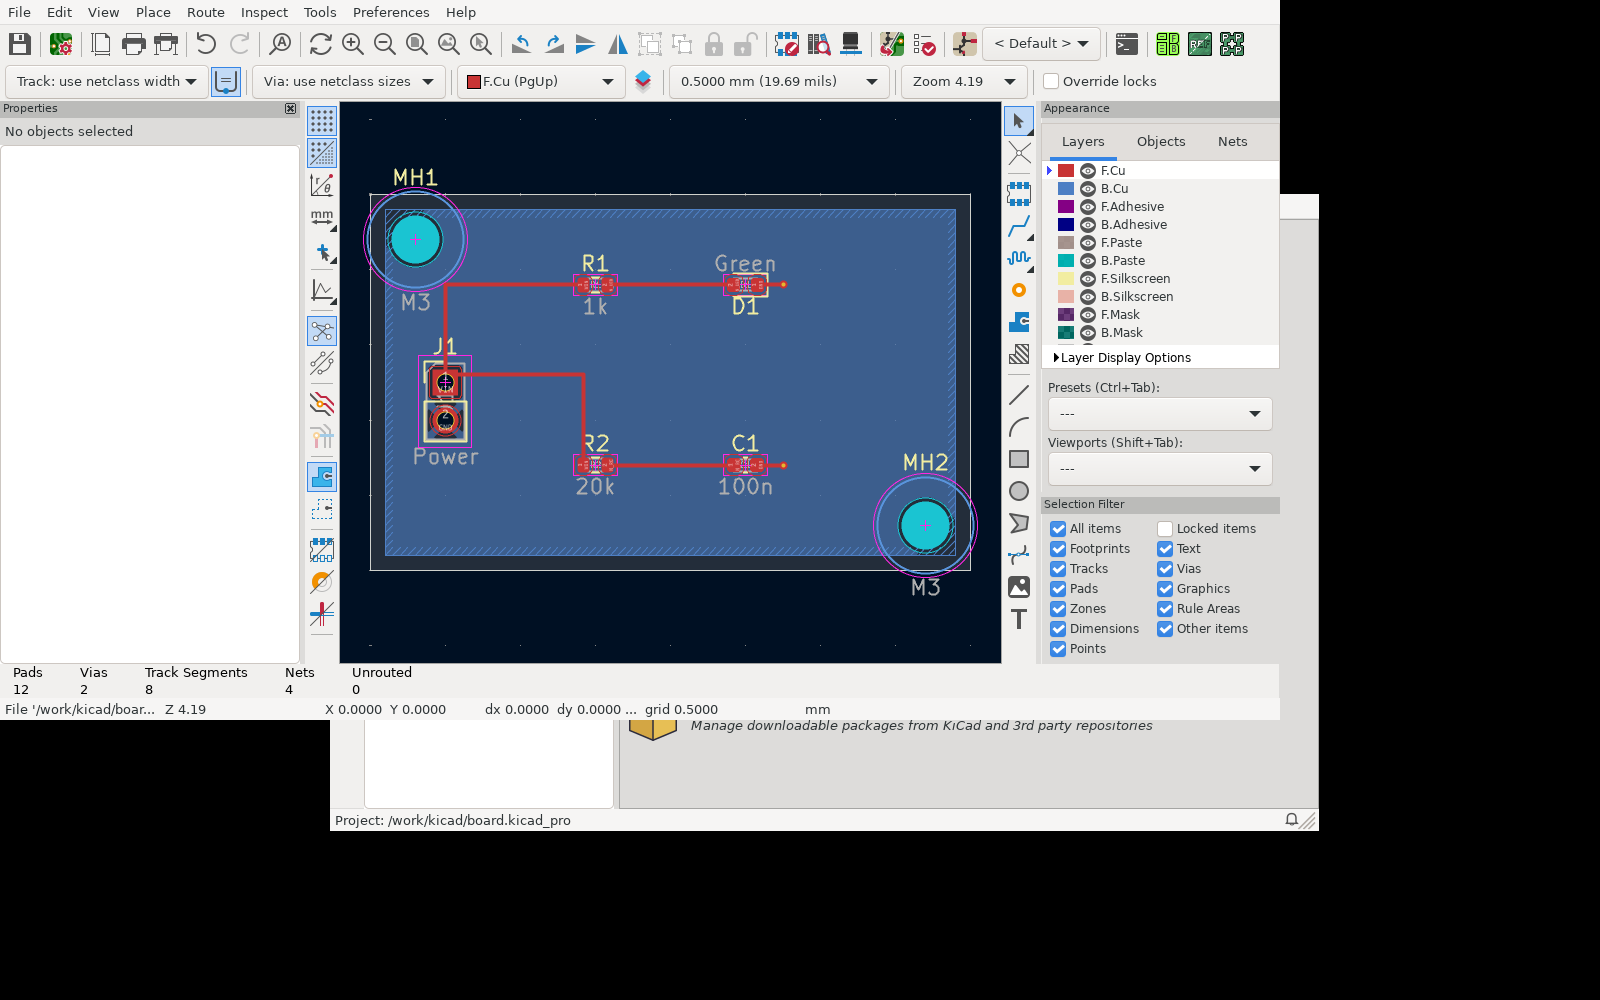 File Edit View Place Route Inspect Tools Preferences Help
< Default >
Track: use netclass width Via: use netclass sizes F.Cu (PgUp) 0.5000 mm (19.69 mils) Zoom 4.19 Override locks
Properties
No objects selected
mm
MH1
M3
R1
1k
Green
D1
J1
1
2
Power
R2
20k
C1
100n
MH2
M3
Appearance
Layers Objects Nets
F.Cu
B.Cu
F.Adhesive
B.Adhesive
F.Paste
B.Paste
F.Silkscreen
B.Silkscreen
F.Mask
B.Mask
Layer Display Options
Presets (Ctrl+Tab):
---
Viewports (Shift+Tab):
---
Selection Filter
All items Locked items
Footprints Text
Tracks Vias
Pads Graphics
Zones Rule Areas
Dimensions Other items
Points
Pads Vias Track Segments Nets Unrouted
12 2 8 4 0
File '/work/kicad/boar... Z 4.19 X 0.0000 Y 0.0000 dx 0.0000 dy 0.0000 ... grid 0.5000 mm
Manage downloadable packages from KiCad and 3rd party repositories
Project: /work/kicad/board.kicad_pro